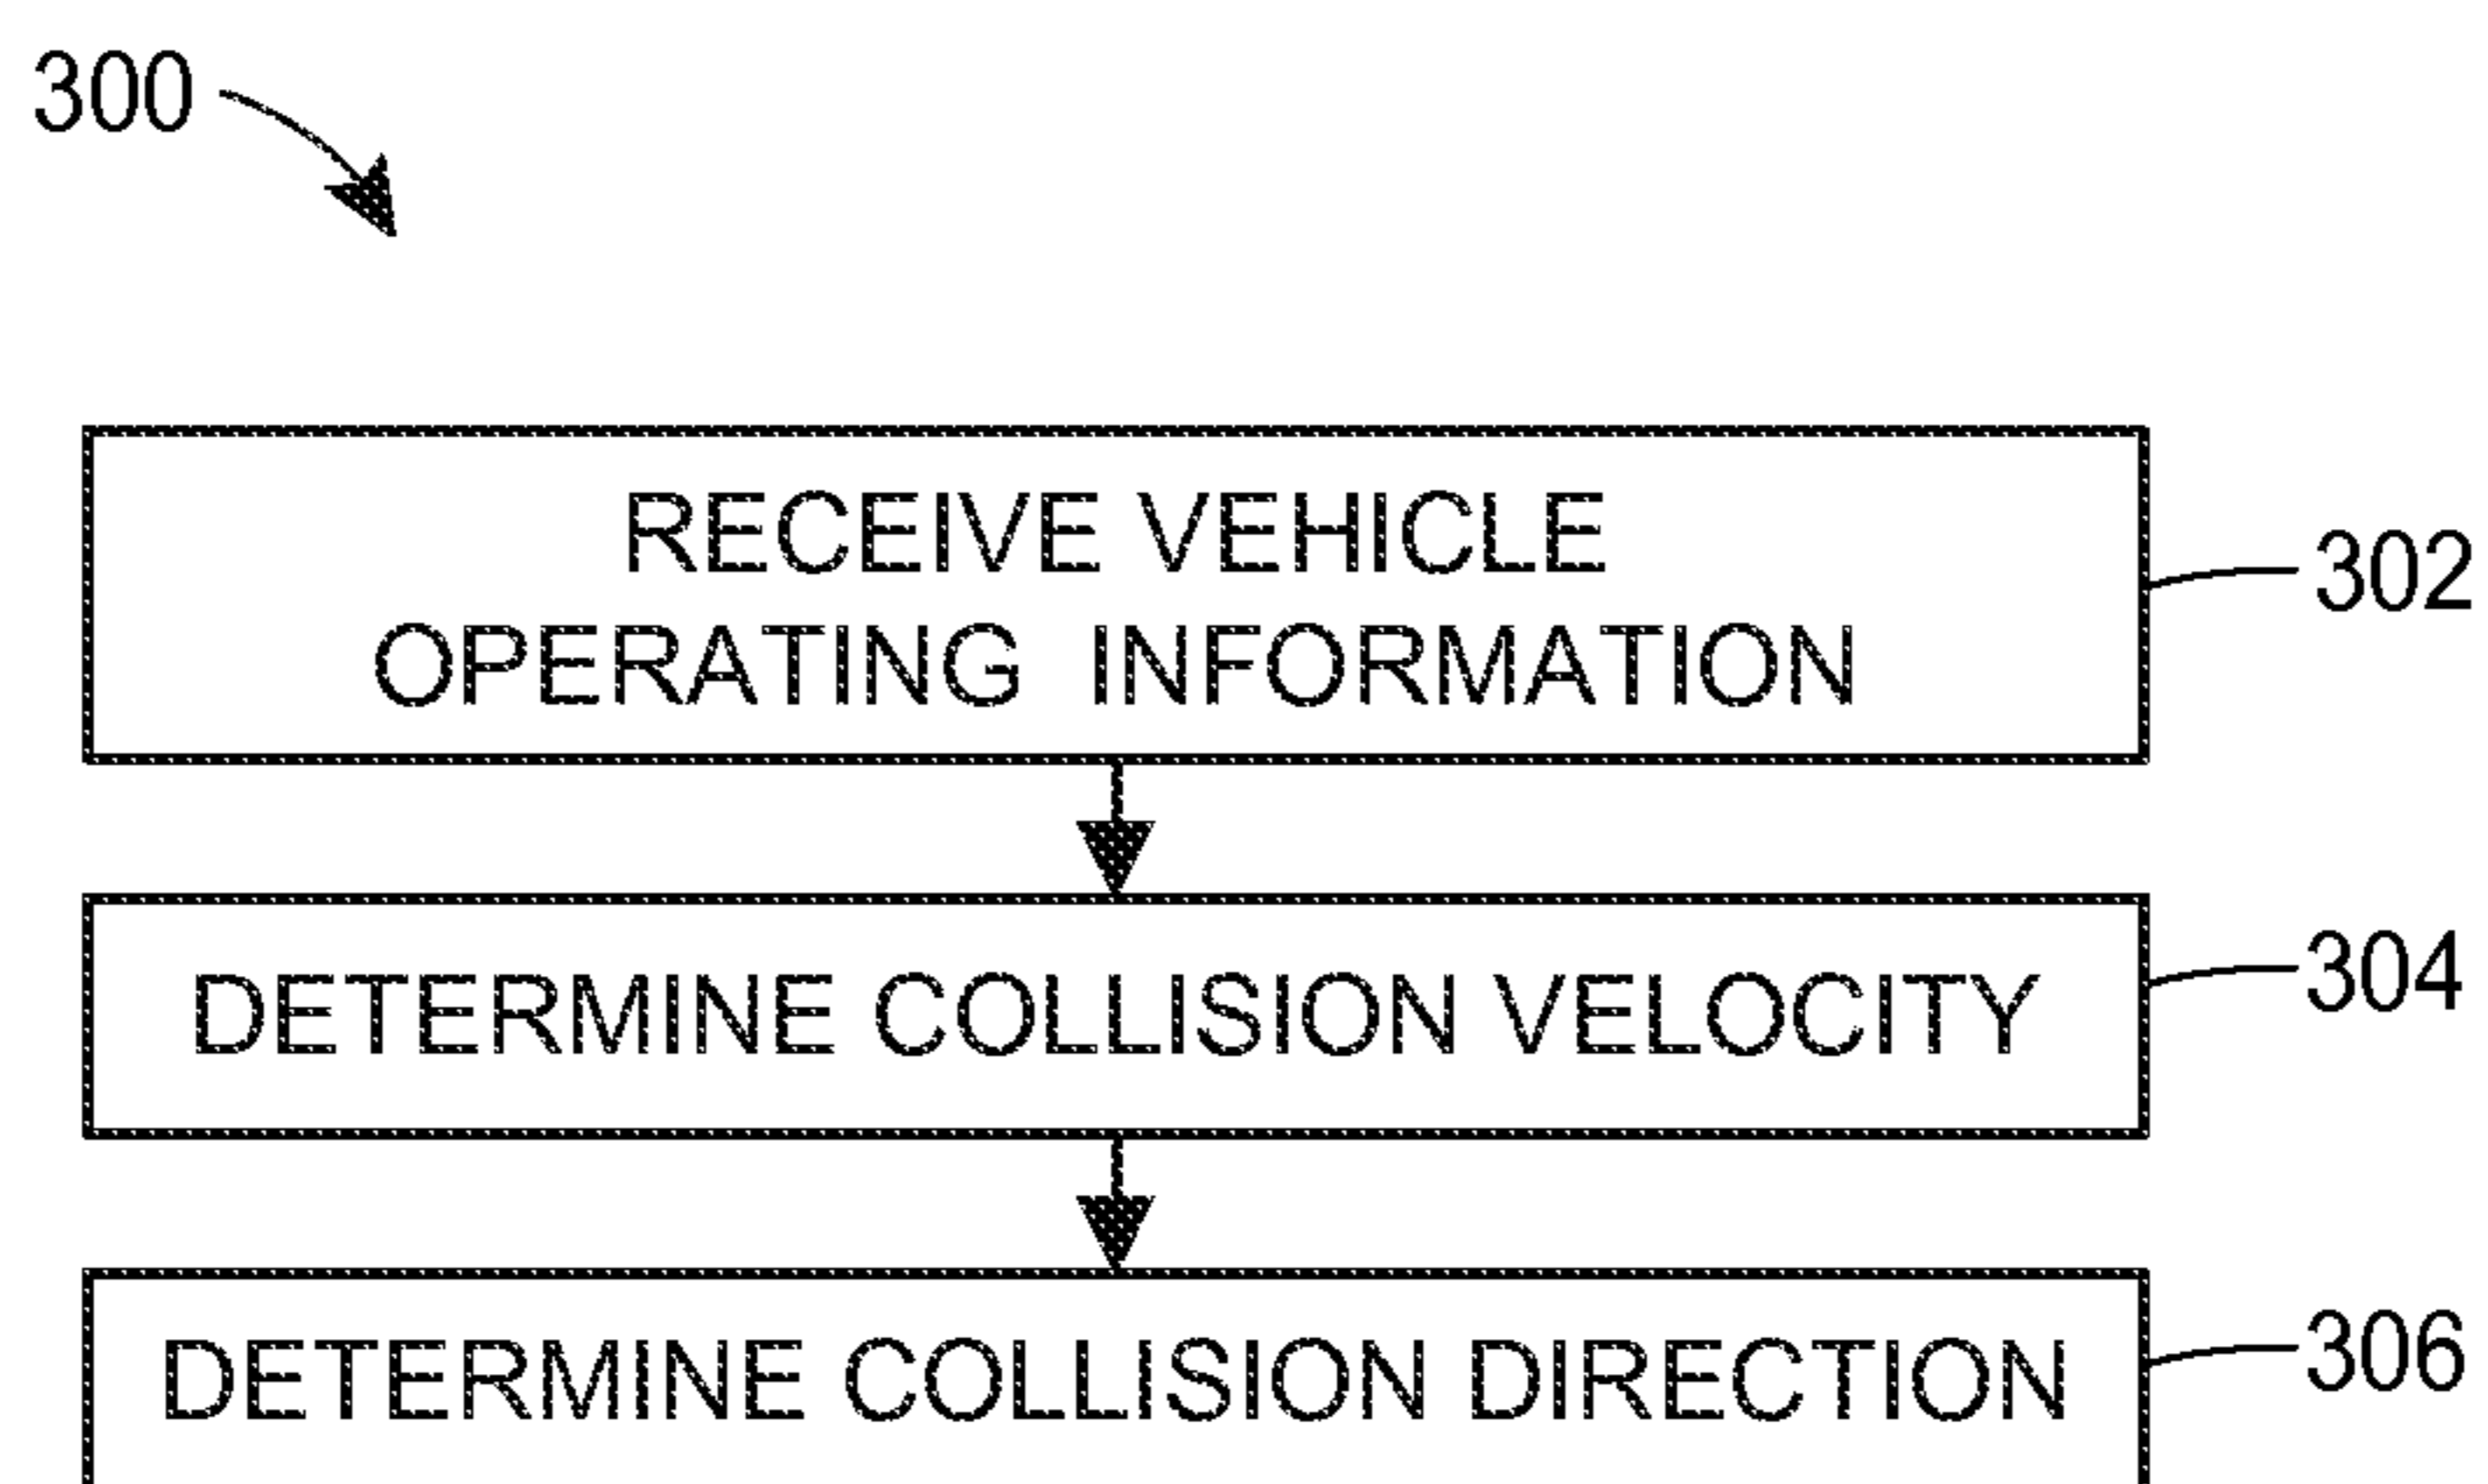 300
RECEIVE VEHICLE
OPERATING INFORMATION
302
DETERMINE COLLISION VELOCITY
304
DETERMINE COLLISION DIRECTION
306